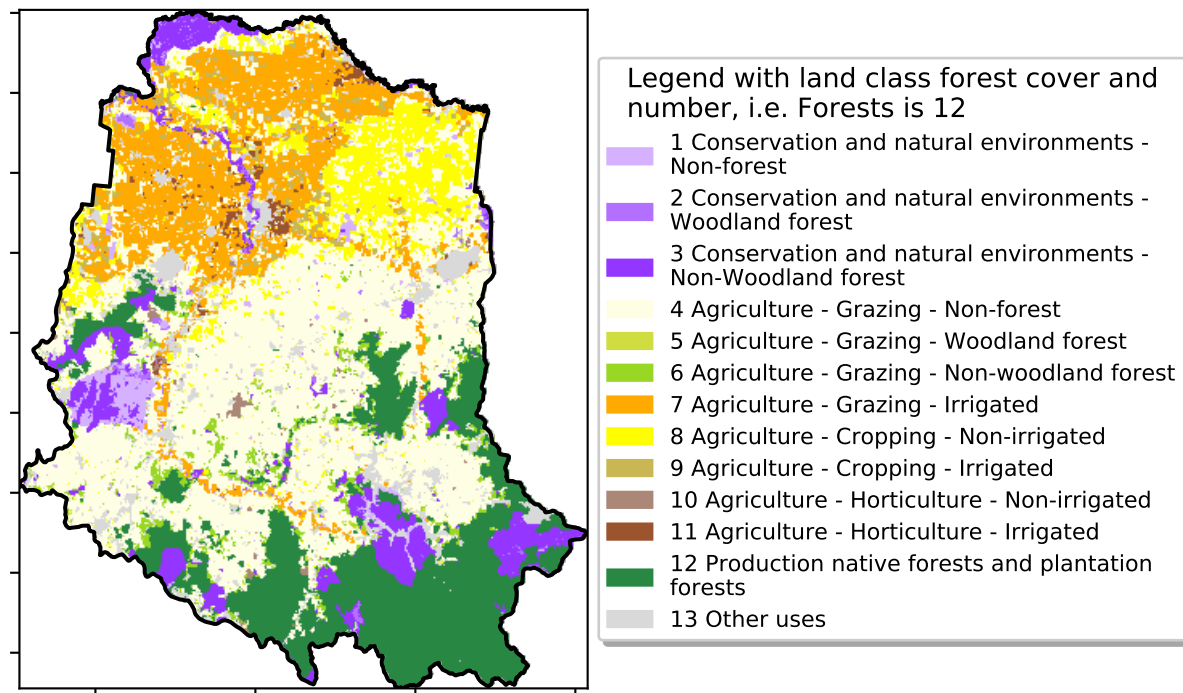 Legend with land class forest cover and
number, i.e. Forests is 12
1 Conservation and natural environments -
Non-forest
2 Conservation and natural environments -
Woodland forest
3 Conservation and natural environments -
Non-Woodland forest
4 Agriculture - Grazing - Non-forest
5 Agriculture - Grazing - Woodland forest
6 Agriculture - Grazing - Non-woodland forest
7 Agriculture - Grazing - Irrigated
8 Agriculture - Cropping - Non-irrigated
9 Agriculture - Cropping - Irrigated
10 Agriculture - Horticulture - Non-irrigated
11 Agriculture - Horticulture - Irrigated
12 Production native forests and plantation
forests
13 Other uses